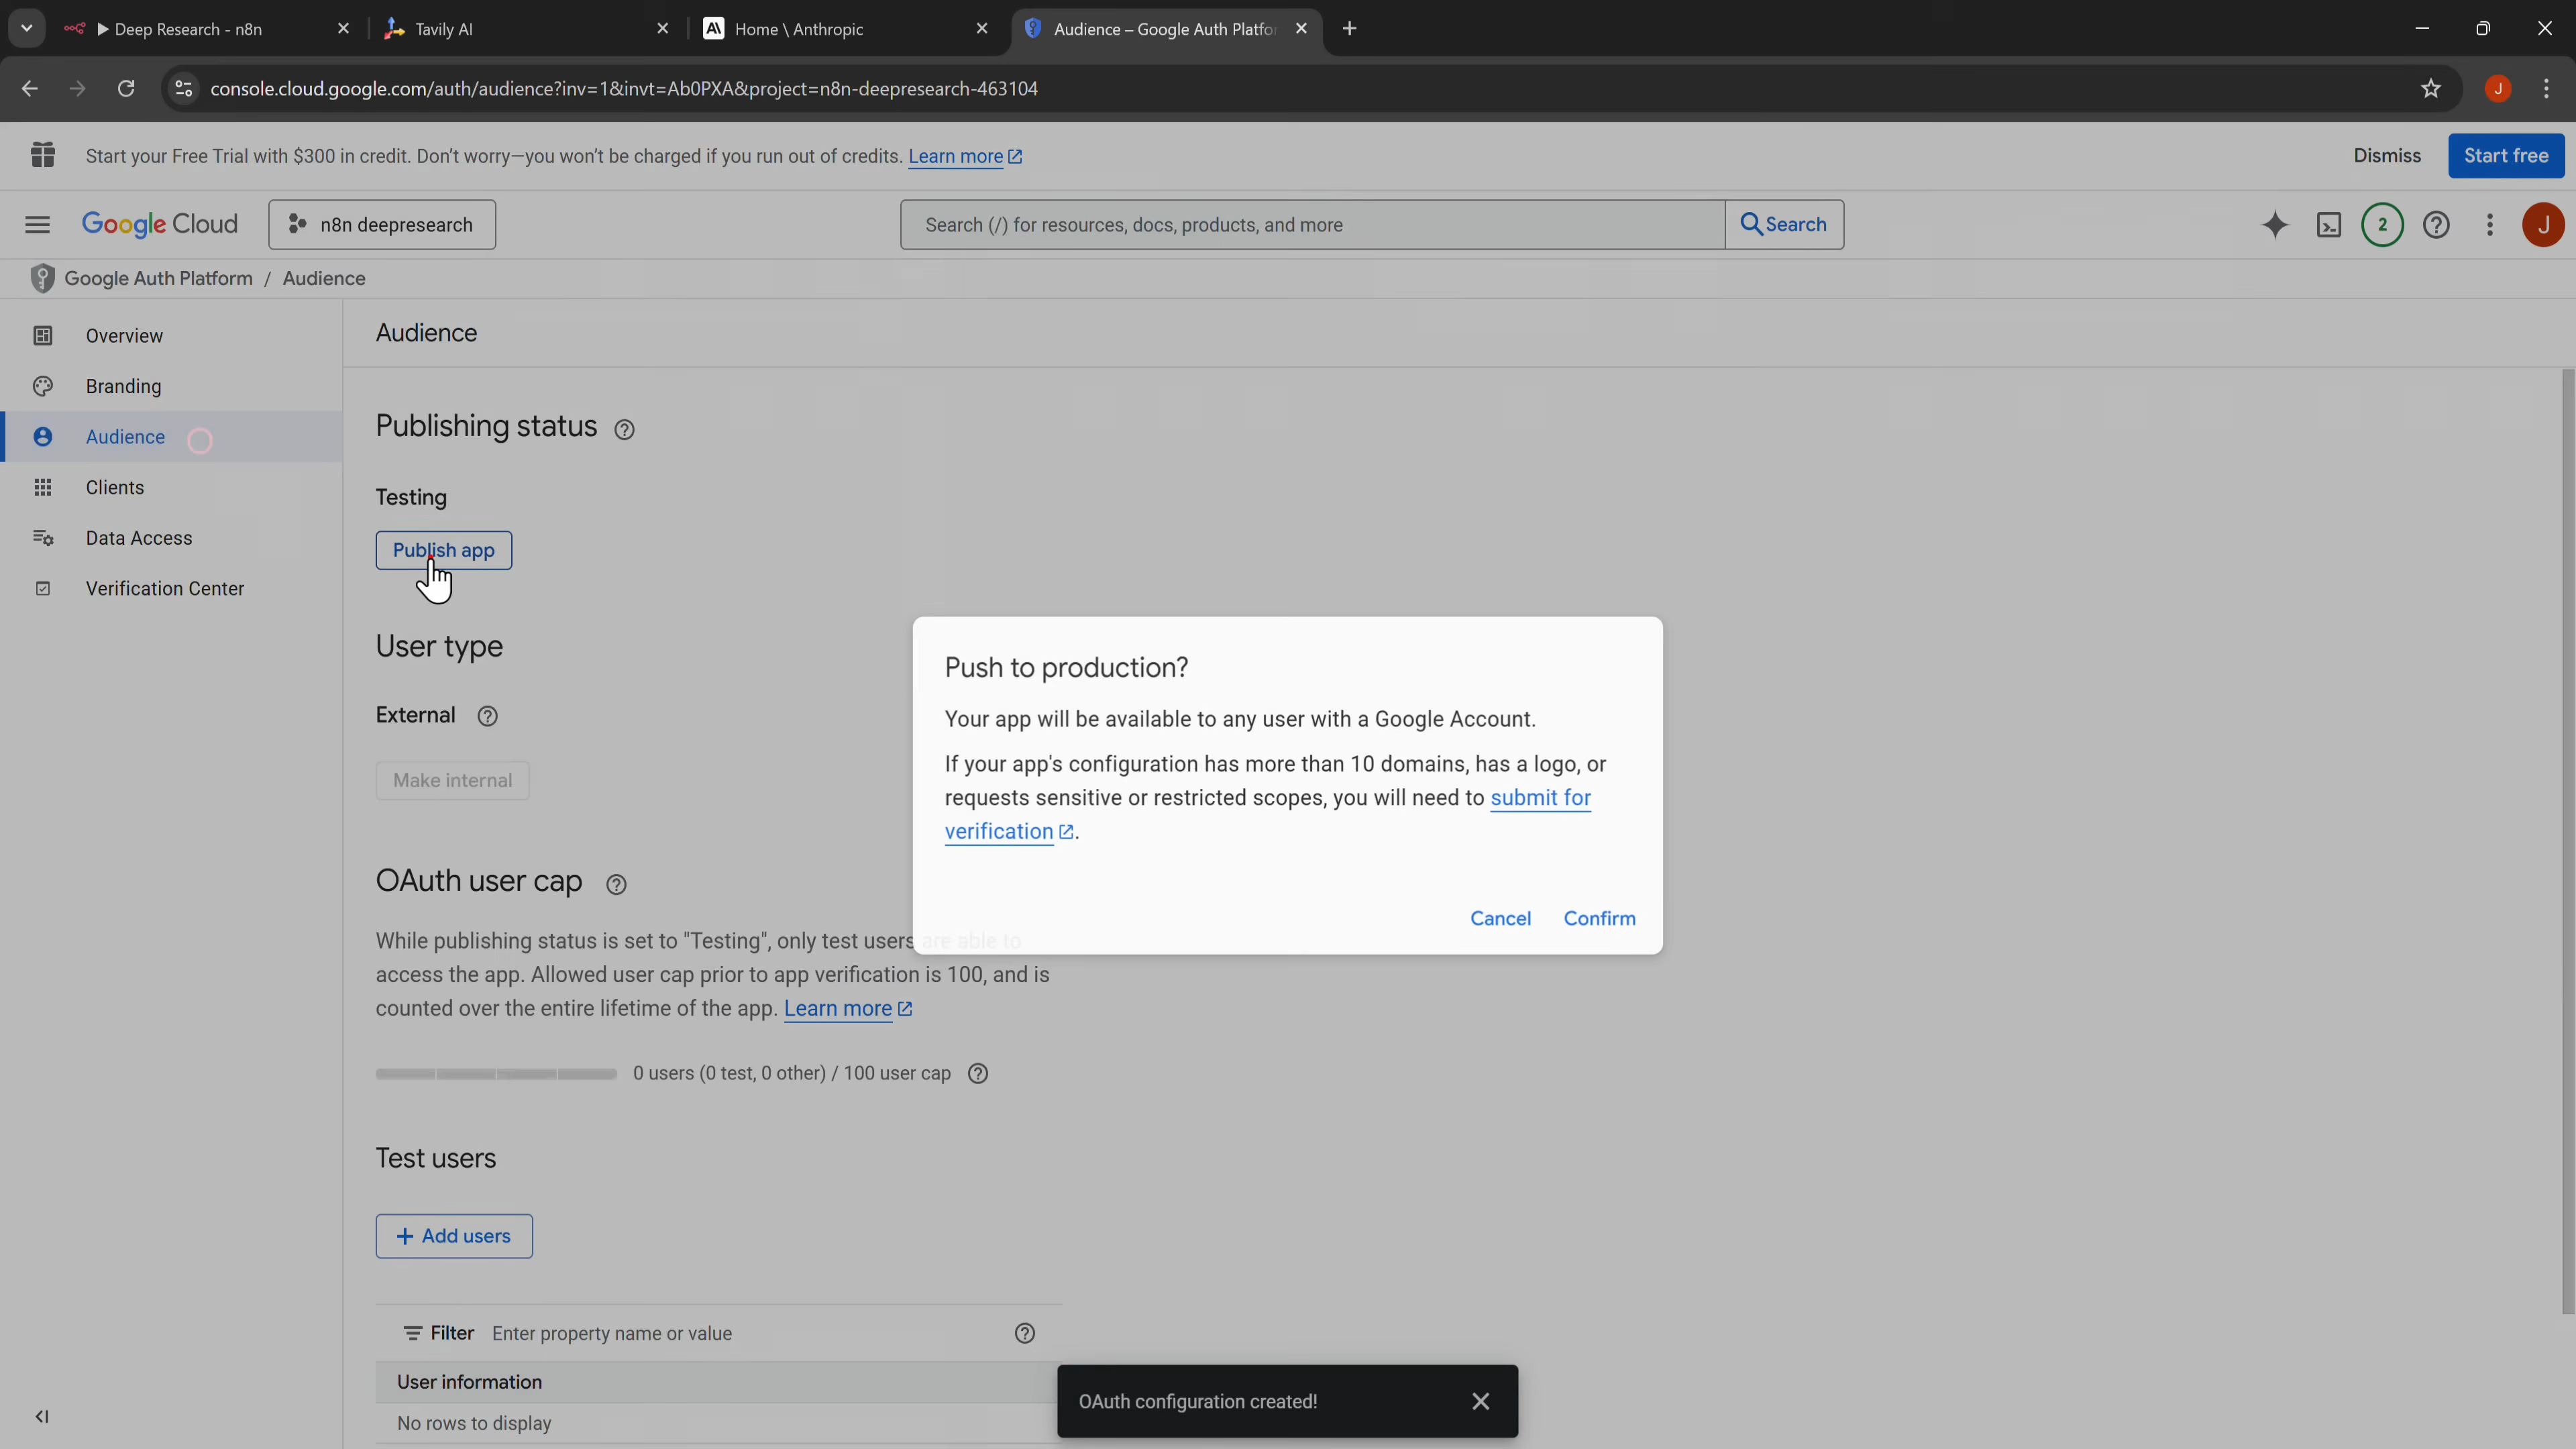 Deep Research - n8n
Tavily AI
Home \ Anthropic
Audience – Google Auth Platfor
console.cloud.google.com/auth/audience?inv=1&invt=Ab0PXA&project=n8n-deepresearch-463104
J
Start your Free Trial with $300 in credit. Don't worry—you won't be charged if you run out of credits. Learn more
Dismiss
Start free
Google Cloud
n8n deepresearch
Search (/) for resources, docs, products, and more
Search
2
J
Google Auth Platform / Audience
Overview
Branding
Audience
Clients
Data Access
Verification Center
Audience
Publishing status
Testing
Publish app
User type
External
Make internal
OAuth user cap
While publishing status is set to "Testing", only test users are able to
access the app. Allowed user cap prior to app verification is 100, and is
counted over the entire lifetime of the app. Learn more
0 users (0 test, 0 other) / 100 user cap
Test users
+ Add users
Filter Enter property name or value
User information
No rows to display
Push to production?
Your app will be available to any user with a Google Account.
If your app's configuration has more than 10 domains, has a logo, or
requests sensitive or restricted scopes, you will need to submit for
verification.
Cancel
Confirm
OAuth configuration created!